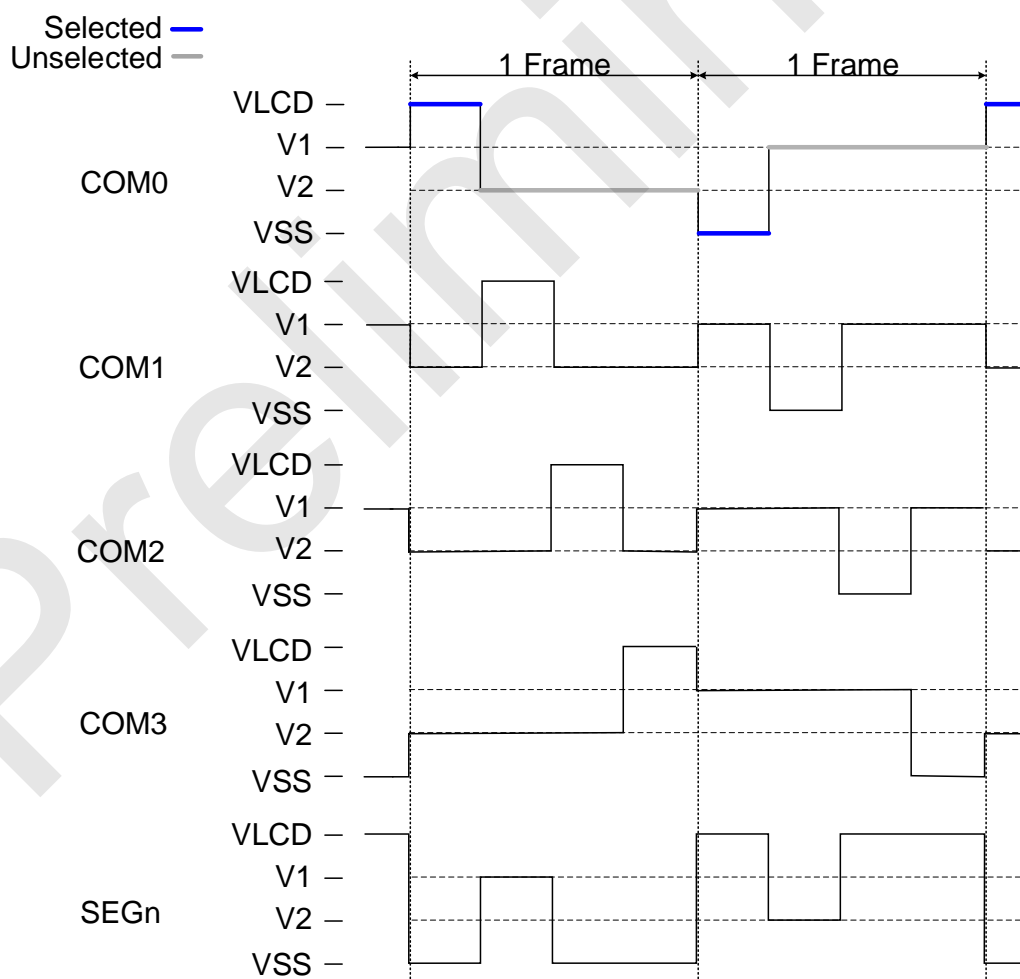 Selected
Unselected
1 Frame 1 Frame
VLCD
V1
COM0 V2
VSS
VLCD
V1
COM1 V2
VSS
VLCD
V1
COM2 V2
VSS
VLCD
V1
COM3 V2
VSS
VLCD
V1
SEGn V2
VSS
Prelimin